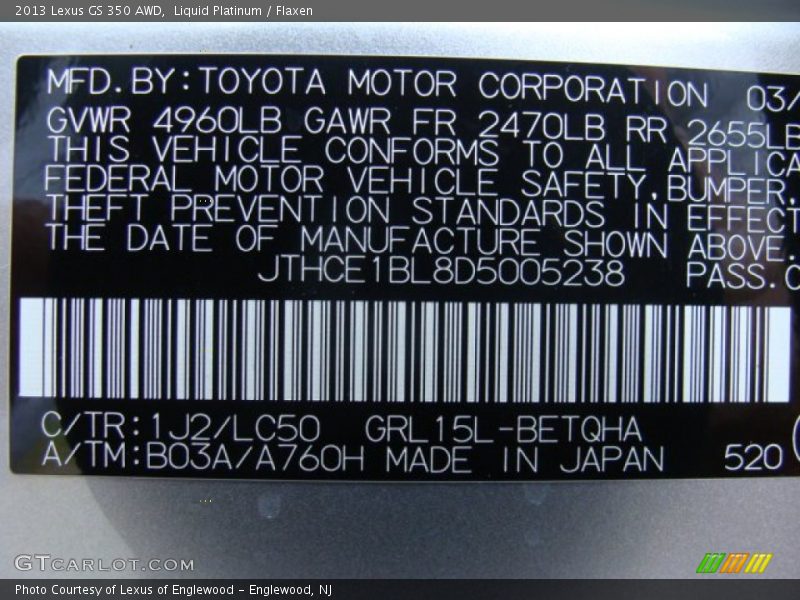 2013 Lexus GS 350 AWD,  Liquid Platinum / Flaxen
MFD. BY: TOYOTA MOTOR CORPORATION 03/
GVWR 4960LB GAWR FR 2470LB RR 2655LB
THIS VEHICLE CONFORMS TO ALL APPLICA
FEDERAL MOTOR VEHICLE SAFETY, BUMPER,
THEFT PREVENTION STANDARDS IN EFFECT
THE DATE OF MANUFACTURE SHOWN ABOVE.
JTHCE1BL8D5005238 PASS.C
C/TR: 1J2/LC50 GRL15L-BETQHA
A/TM: B03A/A760H MADE IN JAPAN 520
GTCARLOT.COM
Photo Courtesy of Lexus of Englewood – Englewood, NJ